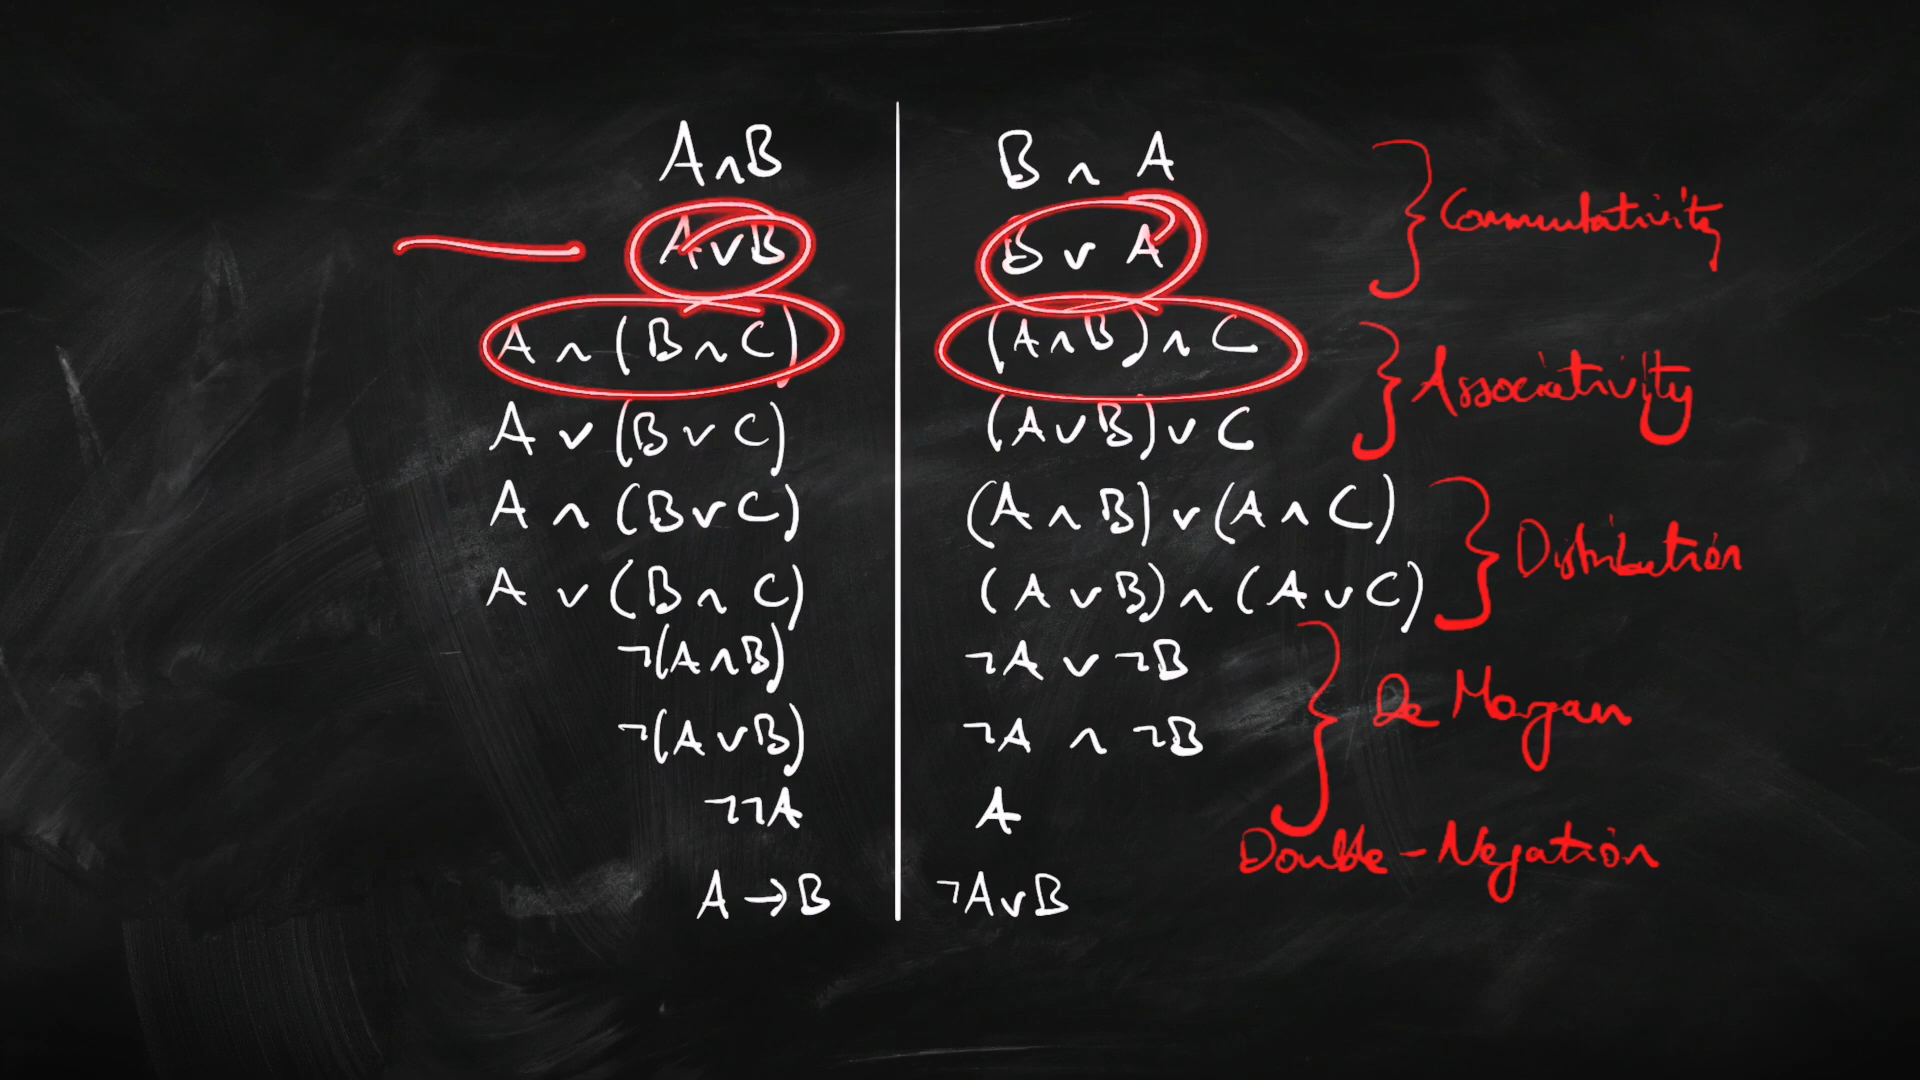 A ∧ B B ∧ A
Commutativity
A ∨ B B ∨ A
A ∧ (B ∧ C) (A ∧ B) ∧ C
Associativity
A ∨ (B ∨ C) (A ∨ B) ∨ C
A ∧ (B ∨ C) (A ∧ B) ∨ (A ∧ C)
Distribution
A ∨ (B ∧ C) (A ∨ B) ∧ (A ∨ C)
¬(A ∧ B) ¬A ∨ ¬B
De Morgan
¬(A ∨ B) ¬A ∧ ¬B
¬¬A A
Double-Negation
A → B ¬A ∨ B